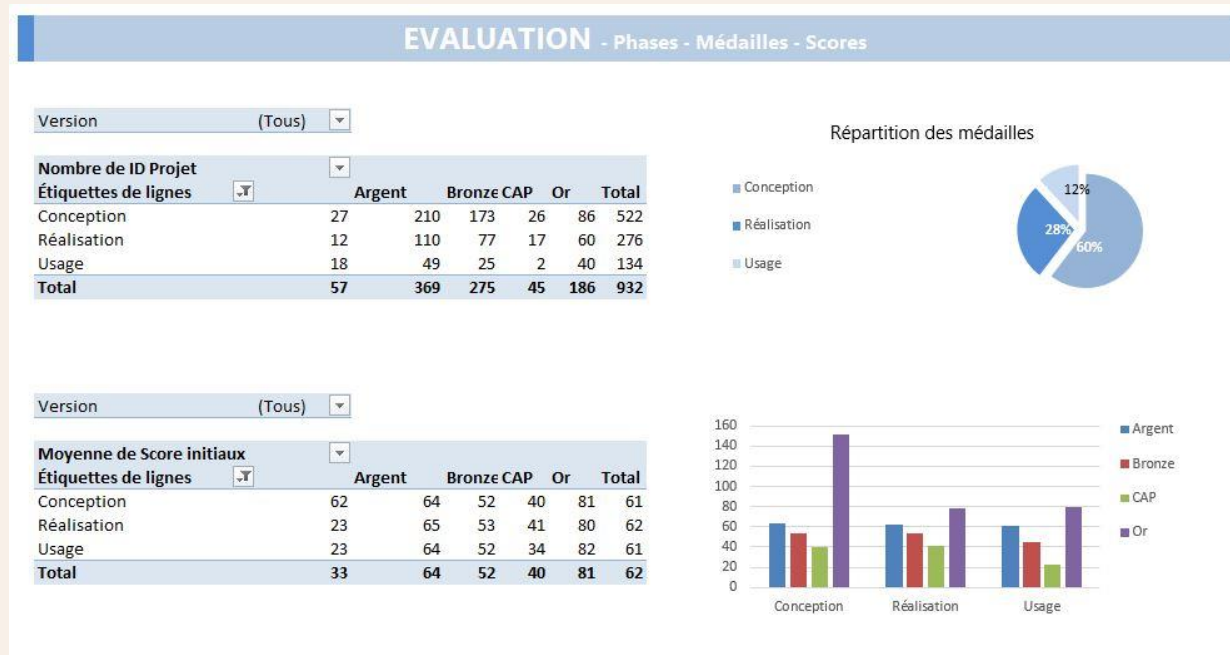 EVALUATION - Phases - Médailles - Scores
Version (Tous)
Nombre de ID Projet
Étiquettes de lignes Argent Bronze CAP Or Total
Conception 27 210 173 26 86 522
Réalisation 12 110 77 17 60 276
Usage 18 49 25 2 40 134
Total 57 369 275 45 186 932
Répartition des médailles
Conception
Réalisation
Usage
12%
28%
60%
Version (Tous)
Moyenne de Score initiaux
Étiquettes de lignes Argent Bronze CAP Or Total
Conception 62 64 52 40 81 61
Réalisation 23 65 53 41 80 62
Usage 23 64 52 34 82 61
Total 33 64 52 40 81 62
160
140
120
100
80
60
40
20
0
Conception Réalisation Usage
Argent
Bronze
CAP
Or